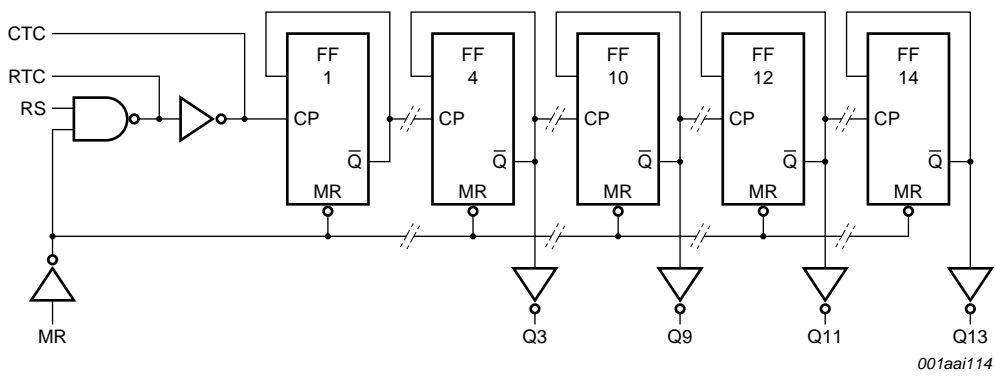 CTC
RTC
RS
FF FF FF FF FF
1 4 10 12 14
CP CP CP CP CP
Q̅ Q̅ Q̅ Q̅ Q̅
MR MR MR MR MR
MR Q3 Q9 Q11 Q13
001aai114